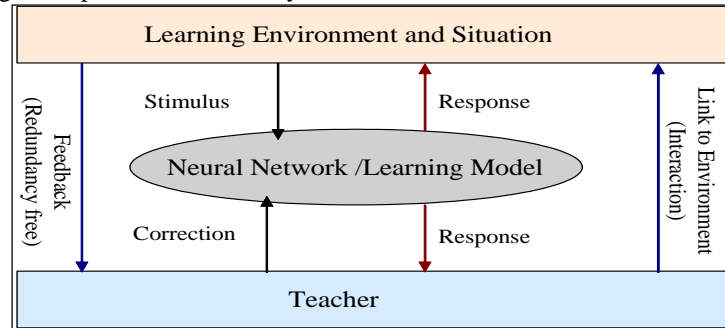 Learning Environment and Situation
Stimulus
Response
Feedback
(Redundancy free)
Neural Network /Learning Model
Link to Environment
(Interaction)
Correction
Response
Teacher